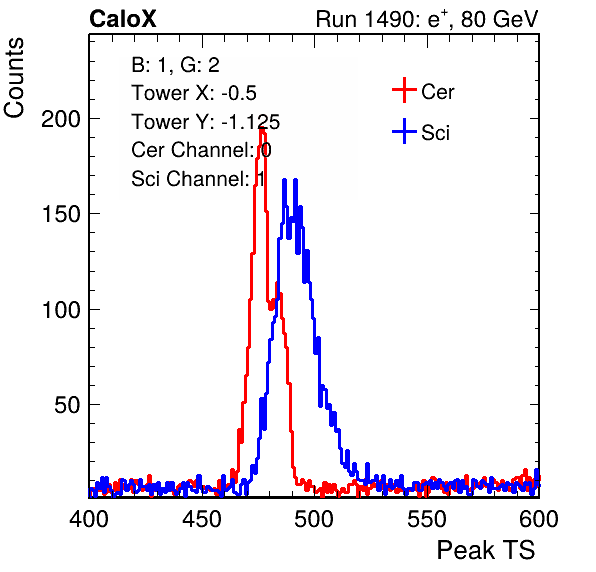 CaloX Run 1490: e⁺, 80 GeV
Counts
B: 1, G: 2
Tower X: -0.5
Tower Y: -1.125
Cer Channel: 0
Sci Channel: 1
Cer
Sci
200
150
100
50
400 450 500 550 600
Peak TS